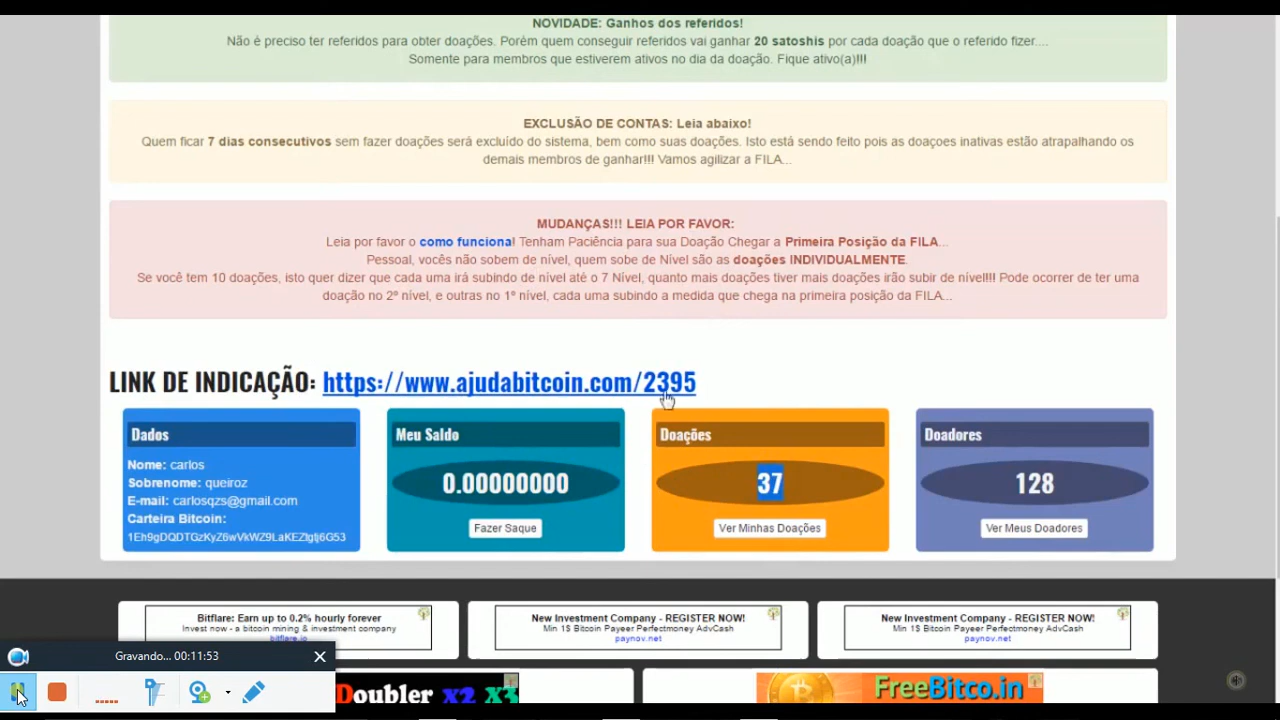 NOVIDADE: Ganhos dos referidos!
Não é preciso ter referidos para obter doações. Porém quem conseguir referidos vai ganhar 20 satoshis por cada doação que o referido fizer....
Somente para membros que estiverem ativos no dia da doação. Fique ativo(a)!!!
EXCLUSÃO DE CONTAS: Leia abaixo!
Quem ficar 7 dias consecutivos sem fazer doações será excluído do sistema, bem como suas doações. Isto está sendo feito pois as doaçoes inativas estão atrapalhando os
demais membros de ganhar!!! Vamos agilizar a FILA...
MUDANÇAS!!! LEIA POR FAVOR:
Leia por favor o como funciona! Tenham Paciência para sua Doação Chegar a Primeira Posição da FILA...
Pessoal, vocês não sobem de nível, quem sobe de Nível são as doações INDIVIDUALMENTE.
Se você tem 10 doações, isto quer dizer que cada uma irá subindo de nível até o 7 Nível, quanto mais doações tiver mais doações irão subir de nível!!!! Pode ocorrer de ter uma
doação no 2º nível, e outras no 1º nível, cada uma subindo a medida que chega na primeira posição da FILA...
LINK DE INDICAÇÃO: https://www.ajudabitcoin.com/2395
Dados
Nome: carlos
Sobrenome: queiroz
E-mail: carlosqzs@gmail.com
Carteira Bitcoin:
Meu Saldo
0.00000000
Fazer Saque
Doações
37
Ver Minhas Doações
Doadores
128
Ver Meus Doadores
Bitflare: Earn up to 0.2% hourly forever
Invest now - a bitcoin mining & investment company
bitflare.io
New Investment Company - REGISTER NOW!
Min 1$ Bitcoin Payeer Perfectmoney AdvCash
paynov.net
New Investment Company - REGISTER NOW!
Min 1$ Bitcoin Payeer Perfectmoney AdvCash
paynov.net
Gravando... 00:11:53
Doubler x2 x3
FreeBitco.in